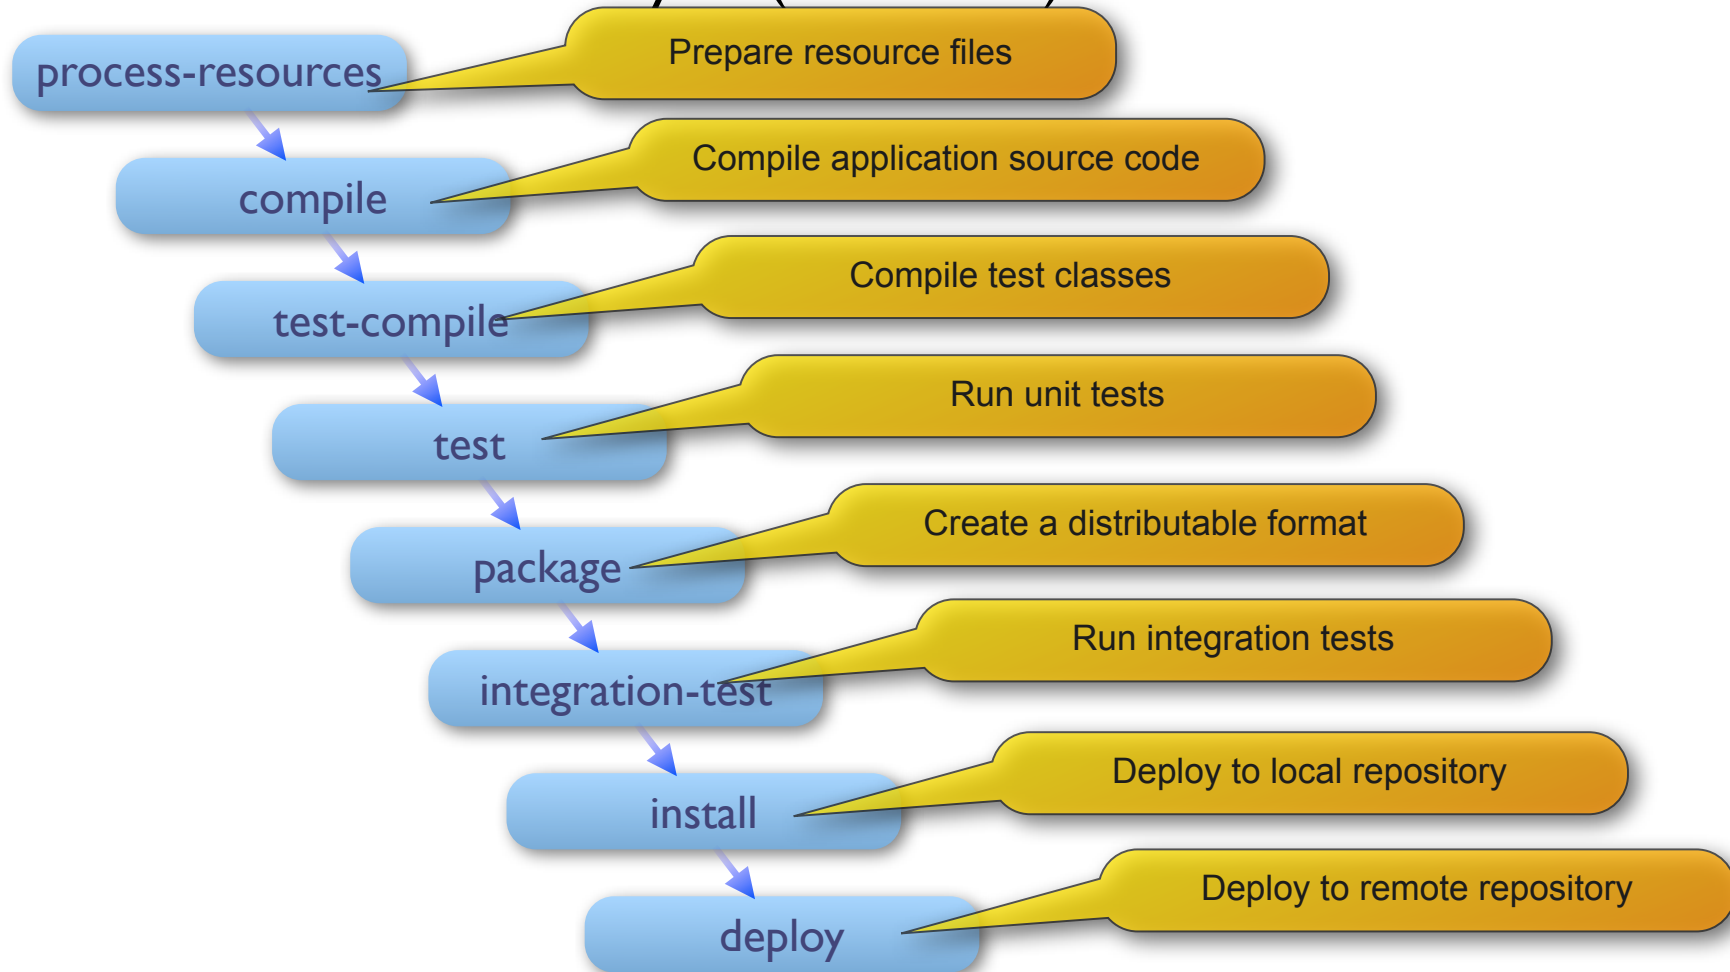 process-resources
Prepare resource files
compile
Compile application source code
test-compile
Compile test classes
test
Run unit tests
package
Create a distributable format
integration-test
Run integration tests
install
Deploy to local repository
deploy
Deploy to remote repository